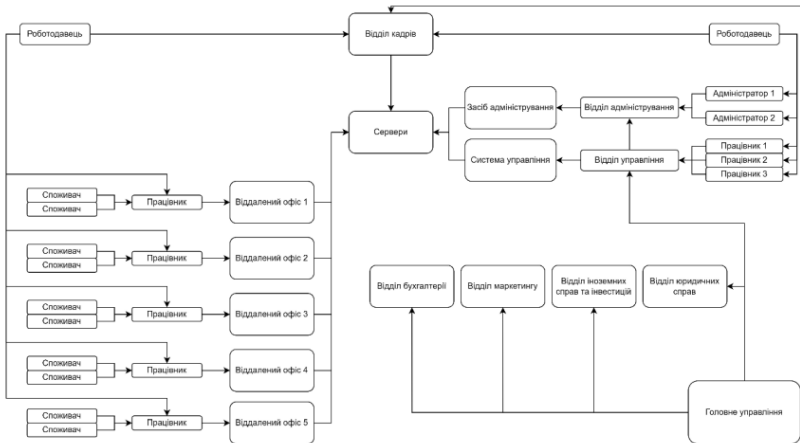 Роботодавець
Відділ кадрів
Роботодавець
Засіб адміністрування
Відділ адміністрування
Адміністратор 1
Адміністратор 2
Сервери
Система управління
Відділ управління
Працівник 1
Працівник 2
Працівник 3
Споживач
Споживач
Працівник
Віддалений офіс 1
Споживач
Споживач
Працівник
Віддалений офіс 2
Споживач
Споживач
Працівник
Віддалений офіс 3
Споживач
Споживач
Працівник
Віддалений офіс 4
Споживач
Споживач
Працівник
Віддалений офіс 5
Відділ бухгалтерії
Відділ маркетингу
Відділ іноземних
справ та інвестицій
Відділ юридичних
справ
Головне управління